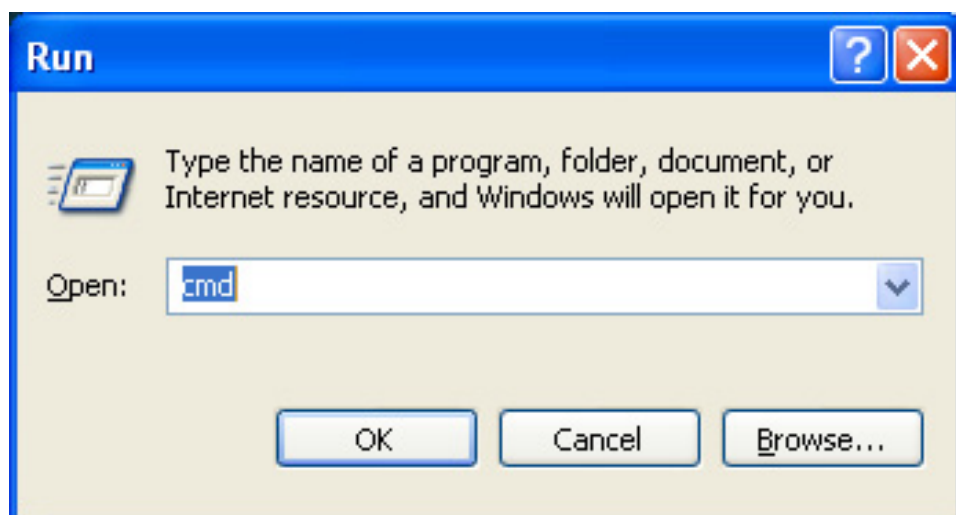 Run
Type the name of a program, folder, document, or
Internet resource, and Windows will open it for you.
Open: cmd
OK Cancel Browse...